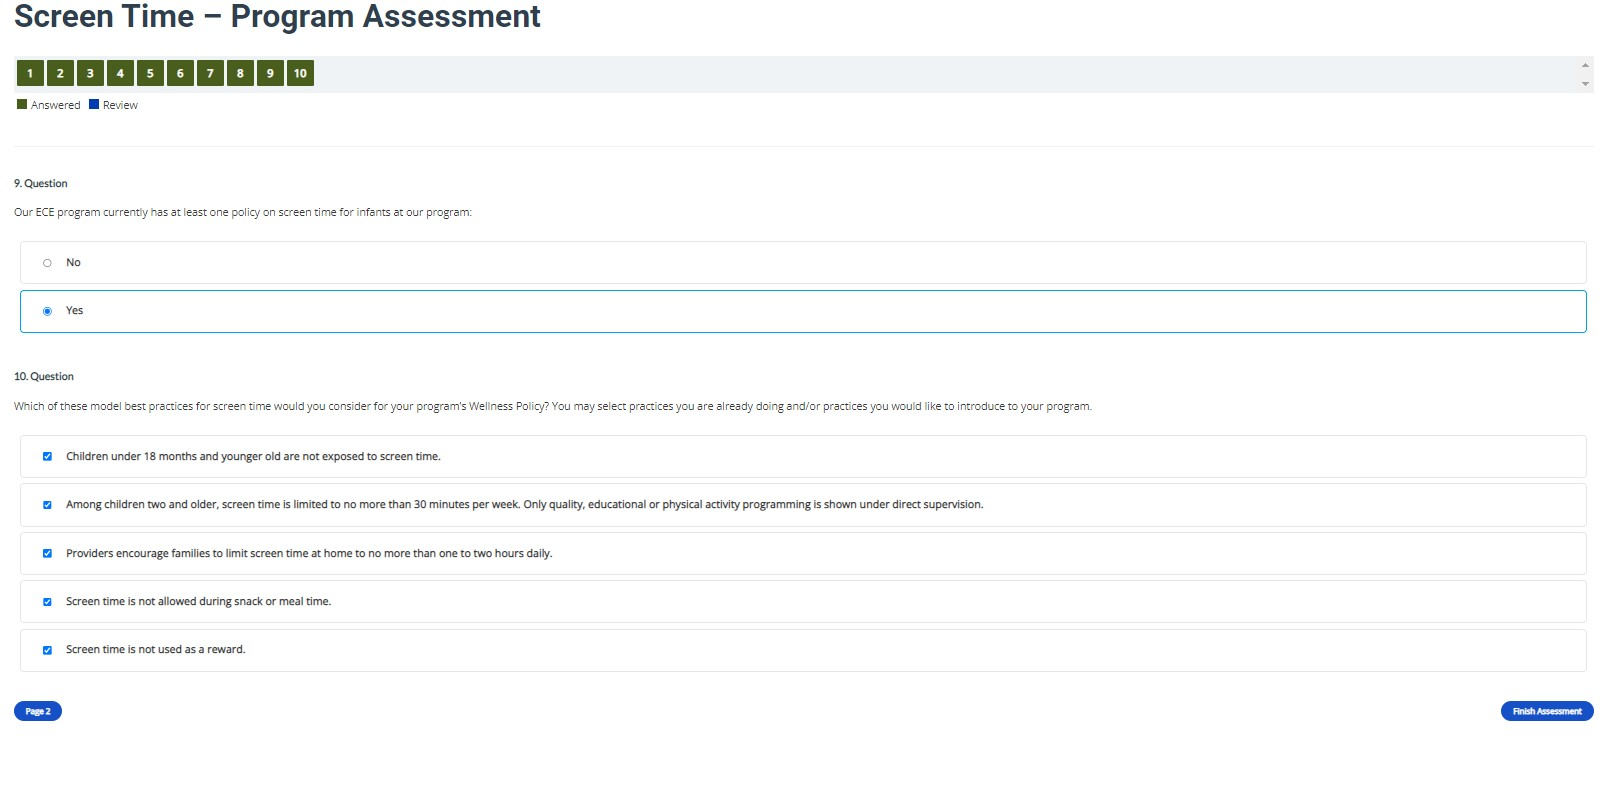 Screen Time – Program Assessment
1 2 3 4 5 6 7 8 9 10
Answered Review
9. Question
Our ECE program currently has at least one policy on screen time for infants at our program:
No
Yes
10. Question
Which of these model best practices for screen time would you consider for your program's Wellness Policy? You may select practices you are already doing and/or practices you would like to introduce to your program.
Children under 18 months and younger old are not exposed to screen time.
Among children two and older, screen time is limited to no more than 30 minutes per week. Only quality, educational or physical activity programming is shown under direct supervision.
Providers encourage families to limit screen time at home to no more than one to two hours daily.
Screen time is not allowed during snack or meal time.
Screen time is not used as a reward.
Page 2 Finish Assessment